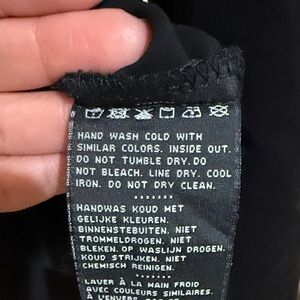 HAND WASH COLD WITH
SIMILAR COLORS. INSIDE OUT.
DO NOT TUMBLE DRY. DO
NOT BLEACH. LINE DRY. COOL
IRON. DO NOT DRY CLEAN.
.......
HANDWAS KOUD MET
GELIJKE KLEUREN.
BINNENSTEBUITEN. NIET
TROMMELDROGEN. NIET
BLEKEN. OP WASLIJN DROGEN.
KOUD STRIJKEN. NIET
CHEMISCH REINIGEN.
.......
LAVER À LA MAIN FROID
AVEC COULEURS SIMILAIRES.
À L'ENVERS.